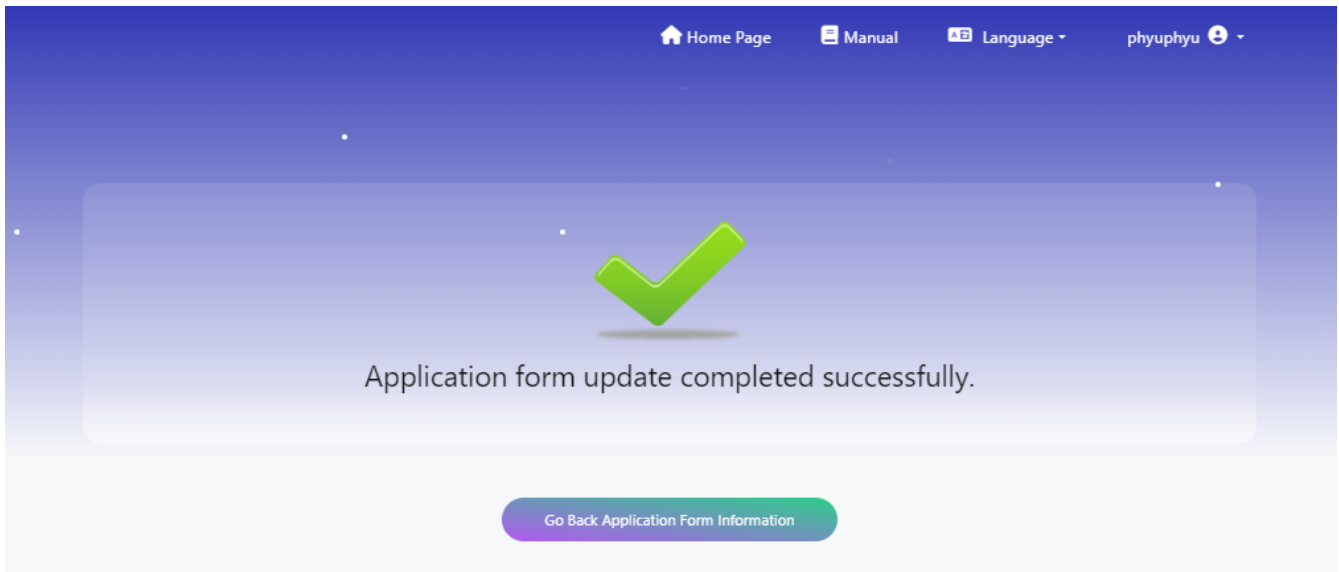 Home Page Manual Language phyuphyu
Application form update completed successfully.
Go Back Application Form Information